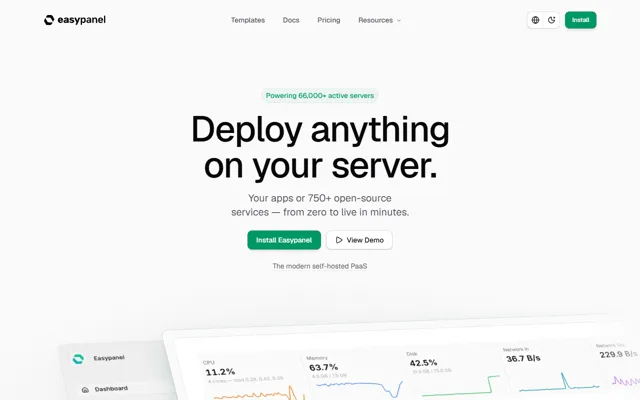 easypanel
Templates
Docs
Pricing
Resources
Install
Powering 66,000+ active servers
Deploy anything
on your server.
Your apps or 750+ open-source
services — from zero to live in minutes.
Install Easypanel
View Demo
The modern self-hosted PaaS
Easypanel
Dashboard
CPU
11.2%
Memory
63.7%
Disk
42.5%
Network In
36.7 B/s
Network
229.9 B/s